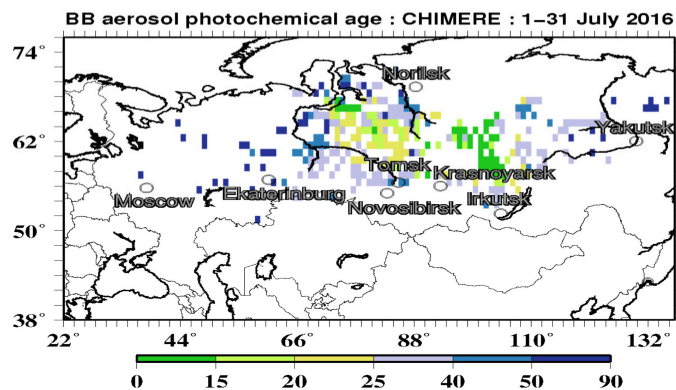 BB aerosol photochemical age : CHIMERE : 1–31 July 2016
74°
Norilsk
62°
Yakutsk
Tomsk
Krasnoyarsk
Ekaterinburg
Moscow
Novosibirsk
Irkutsk
50°
38°
22° 44° 66° 88° 110° 132°
0 15 20 25 40 50 90